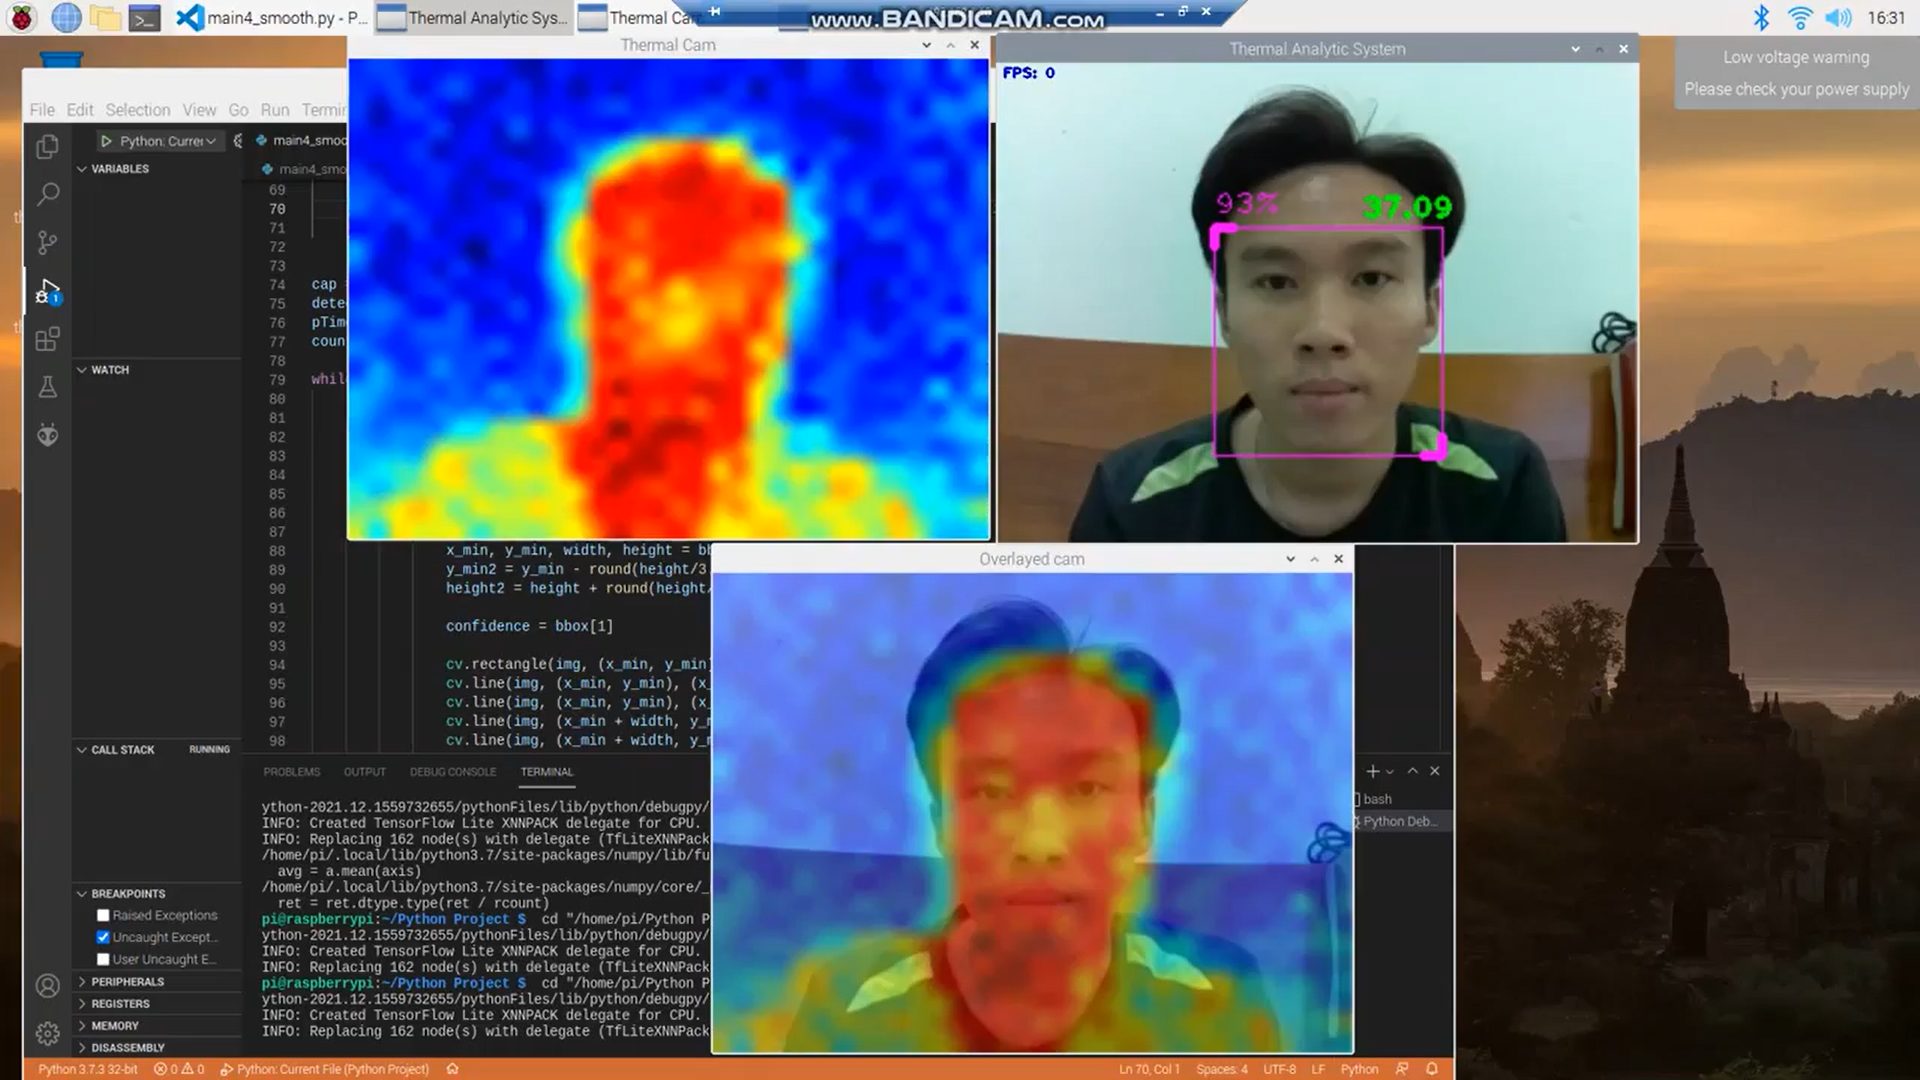 main4_smooth.py - P...
Thermal Analytic Sys...
Thermal Ca
www.BANDICAM.com
16:31
Thermal Cam
Thermal Analytic System
Low voltage warning
Please check your power supply
FPS: 0
File Edit Selection View Go Run Termin
Python: Currer
main4_smoo
VARIABLES
main4_smo
69
70
71
72
73
74 cap =
75 dete
76 pTime
77 coun
78
79 whil
80
81
82
83
84
85
86
87
88 x_min, y_min, width, height = bb
89 y_min2 = y_min - round(height/3
90 height2 = height + round(height/
91
92 confidence = bbox[1]
93
94 cv.rectangle(img, (x_min, y_min)
95 cv.line(img, (x_min, y_min), (x_
96 cv.line(img, (x_min, y_min), (x_
97 cv.line(img, (x_min + width, y_m
98 cv.line(img, (x_min + width, y_m
93%
37.09
WATCH
Overlayed cam
CALL STACK RUNNING
PROBLEMS OUTPUT DEBUG CONSOLE TERMINAL
bash
Python Deb...
ython-2021.12.1559732655/pythonFiles/lib/python/debugpy/
INFO: Created TensorFlow Lite XNNPACK delegate for CPU.
INFO: Replacing 162 node(s) with delegate (TfLiteXNNPack
/home/pi/.local/lib/python3.7/site-packages/numpy/lib/fu
avg = a.mean(axis)
/home/pi/.local/lib/python3.7/site-packages/numpy/core/_
ret = ret.dtype.type(ret / rcount)
pi@raspberrypi:~/Python Project $ cd "/home/pi/Python P
ython-2021.12.1559732655/pythonFiles/lib/python/debugpy/
INFO: Created TensorFlow Lite XNNPACK delegate for CPU.
INFO: Replacing 162 node(s) with delegate (TfLiteXNNPack
pi@raspberrypi:~/Python Project $ cd "/home/pi/Python P
ython-2021.12.1559732655/pythonFiles/lib/python/debugpy/
INFO: Created TensorFlow Lite XNNPACK delegate for CPU.
INFO: Replacing 162 node(s) with delegate (TfLiteXNNPack
BREAKPOINTS
Raised Exceptions
Uncaught Except...
User Uncaught E...
PERIPHERALS
REGISTERS
MEMORY
DISASSEMBLY
1
Python 3.7.3 32-bit 0 0 Python: Current File (Python Project)
Ln 70, Col 1 Spaces: 4 UTF-8 LF Python